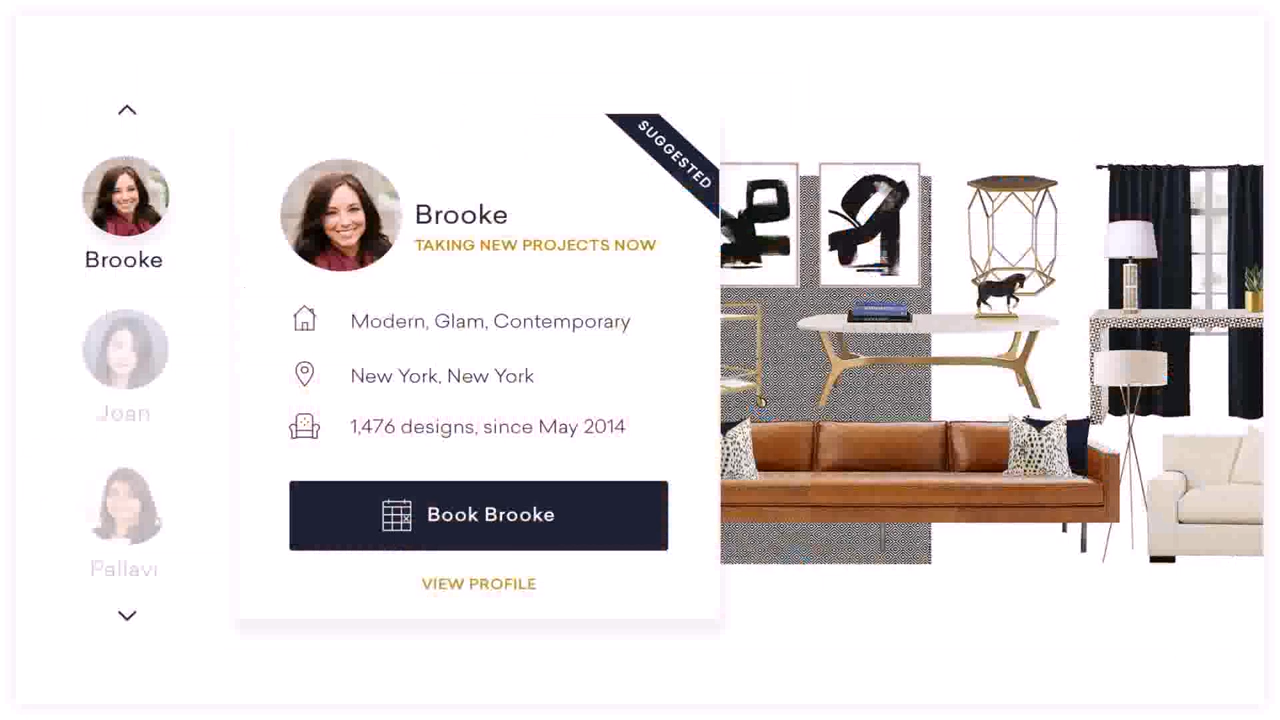 Brooke
Joan
Pallavi
SUGGESTED
Brooke
TAKING NEW PROJECTS NOW
Modern, Glam, Contemporary
New York, New York
1,476 designs, since May 2014
Book Brooke
VIEW PROFILE